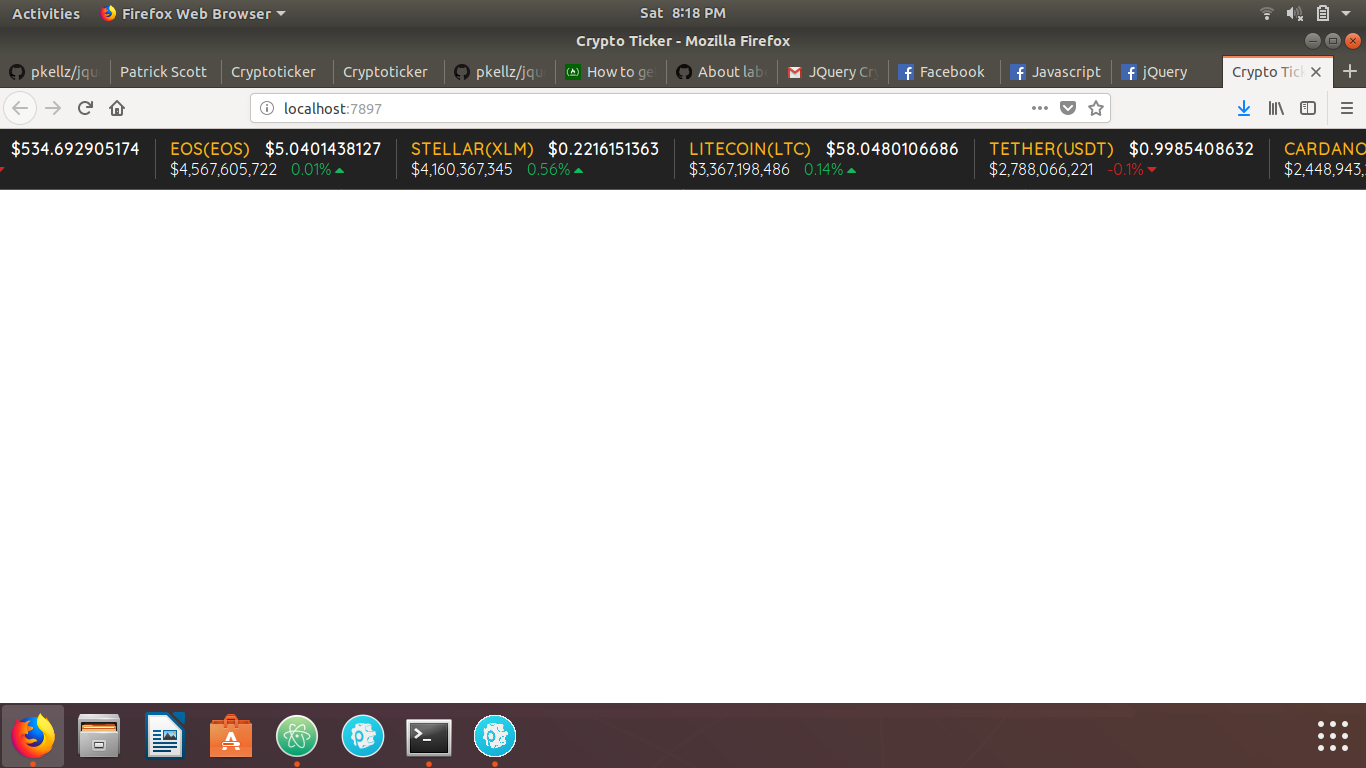 Activities Firefox Web Browser Sat 8:18 PM
Crypto Ticker - Mozilla Firefox
pkellz/jqu Patrick Scott Cryptoticker Cryptoticker pkellz/jqu How to ge About lab JQuery Cry Facebook Javascript jQuery Crypto Tick
localhost:7897
$534.692905174 EOS(EOS) $5.0401438127 STELLAR(XLM) $0.2216151363 LITECOIN(LTC) $58.0480106686 TETHER(USDT) $0.9985408632 CARDANO
$4,567,605,722 0.01% $4,160,367,345 0.56% $3,367,198,486 0.14% $2,788,066,221 -0.1% $2,448,943,